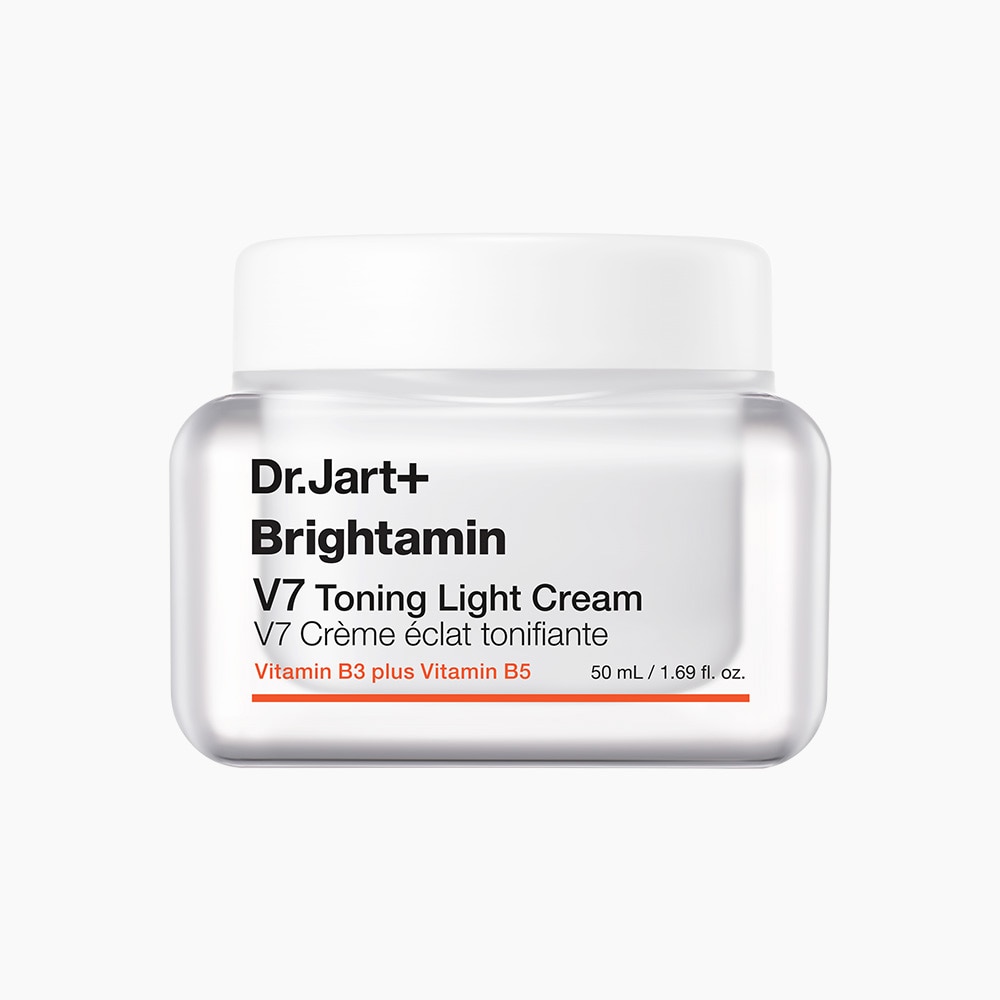 Dr.Jart+
Brightamin
V7 Toning Light Cream
V7 Crème éclat tonifiante
Vitamin B3 plus Vitamin B5 50 mL / 1.69 fl. oz.